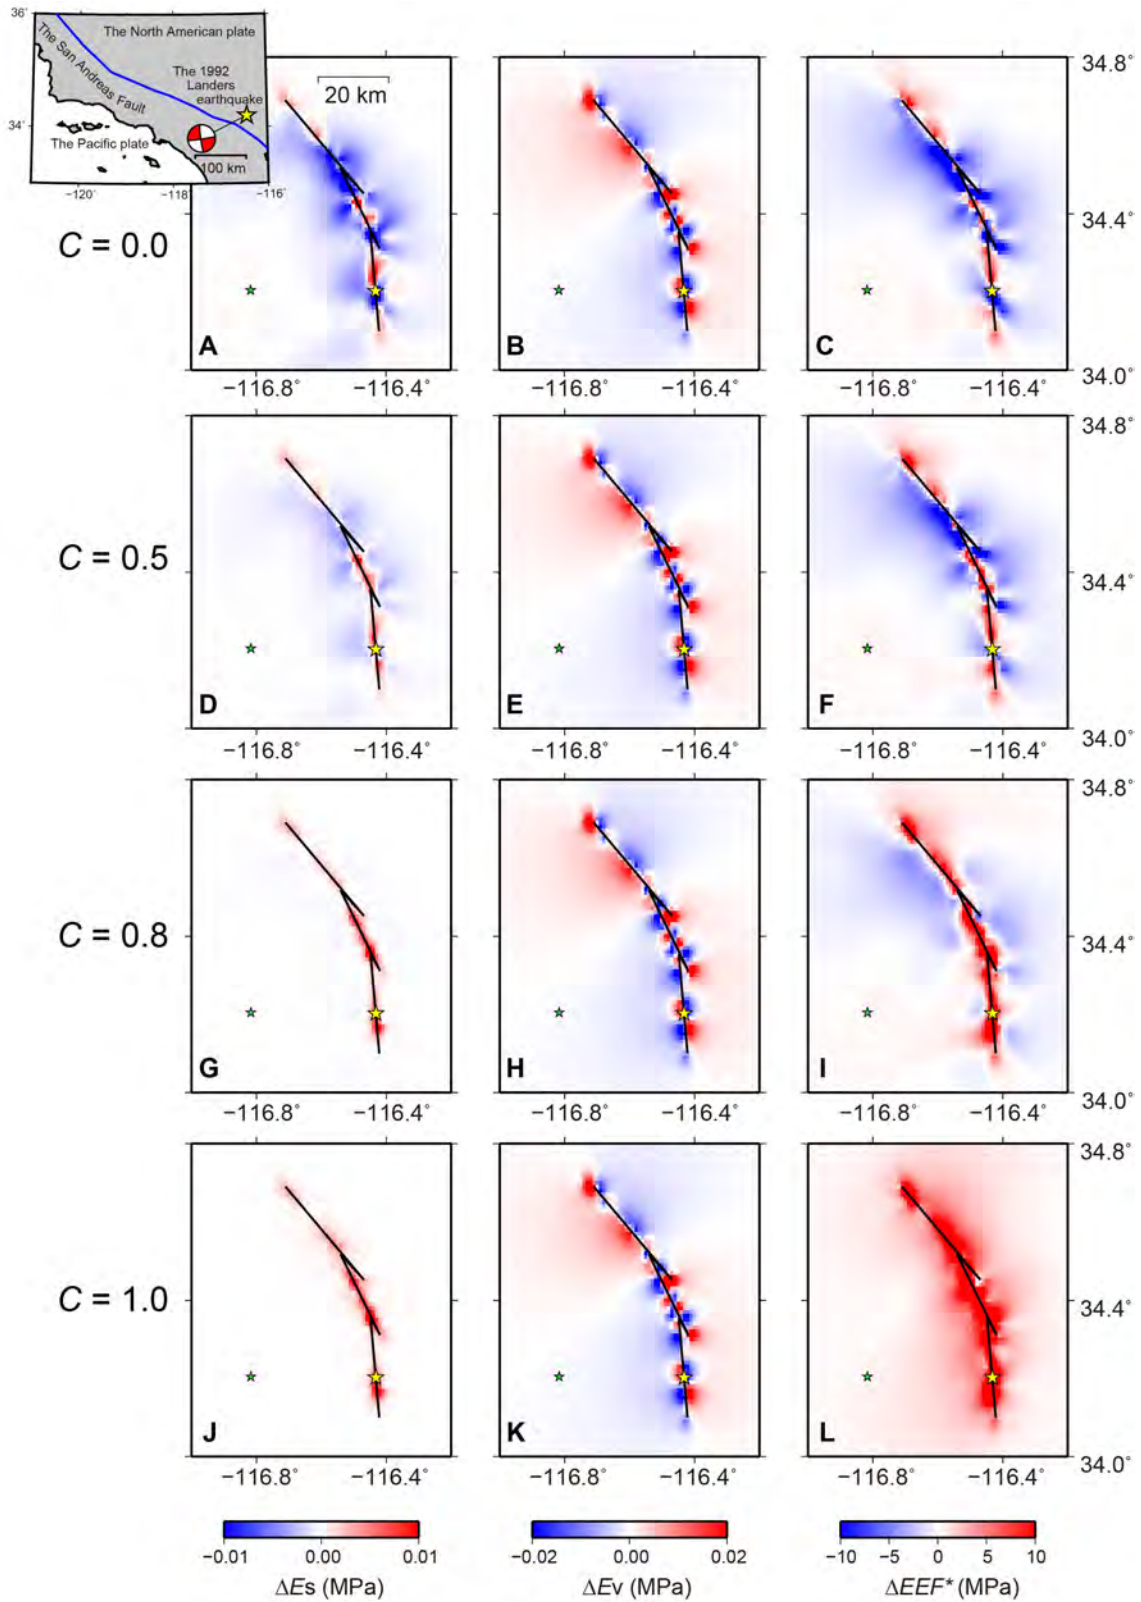 36˚
The North American plate
The San Andreas Fault
The 1992
Landers
earthquake
34˚
The Pacific plate
100 km
−120˚
−118˚
−116˚
20 km
34.8˚
C = 0.0
34.4˚
A
B
C
34.0˚
−116.8˚
−116.4˚
−116.8˚
−116.4˚
−116.8˚
−116.4˚
34.8˚
C = 0.5
34.4˚
D
E
F
34.0˚
−116.8˚
−116.4˚
−116.8˚
−116.4˚
−116.8˚
−116.4˚
34.8˚
C = 0.8
34.4˚
G
H
I
34.0˚
−116.8˚
−116.4˚
−116.8˚
−116.4˚
−116.8˚
−116.4˚
34.8˚
C = 1.0
34.4˚
J
K
L
34.0˚
−116.8˚
−116.4˚
−116.8˚
−116.4˚
−116.8˚
−116.4˚
−0.01 0.00 0.01
ΔEs (MPa)
−0.02 0.00 0.02
ΔEv (MPa)
−10 −5 0 5 10
ΔEEF* (MPa)